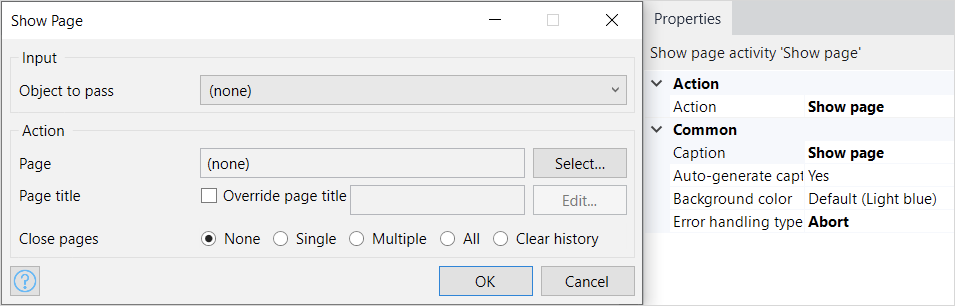 Show Page
Input
Object to pass (none)
Action
Page (none) Select...
Page title Override page title Edit...
Close pages None Single Multiple All Clear history
? OK Cancel
Properties
Show page activity 'Show page'
Action
Action Show page
Common
Caption Show page
Auto-generate capt Yes
Background color Default (Light blue)
Error handling type Abort